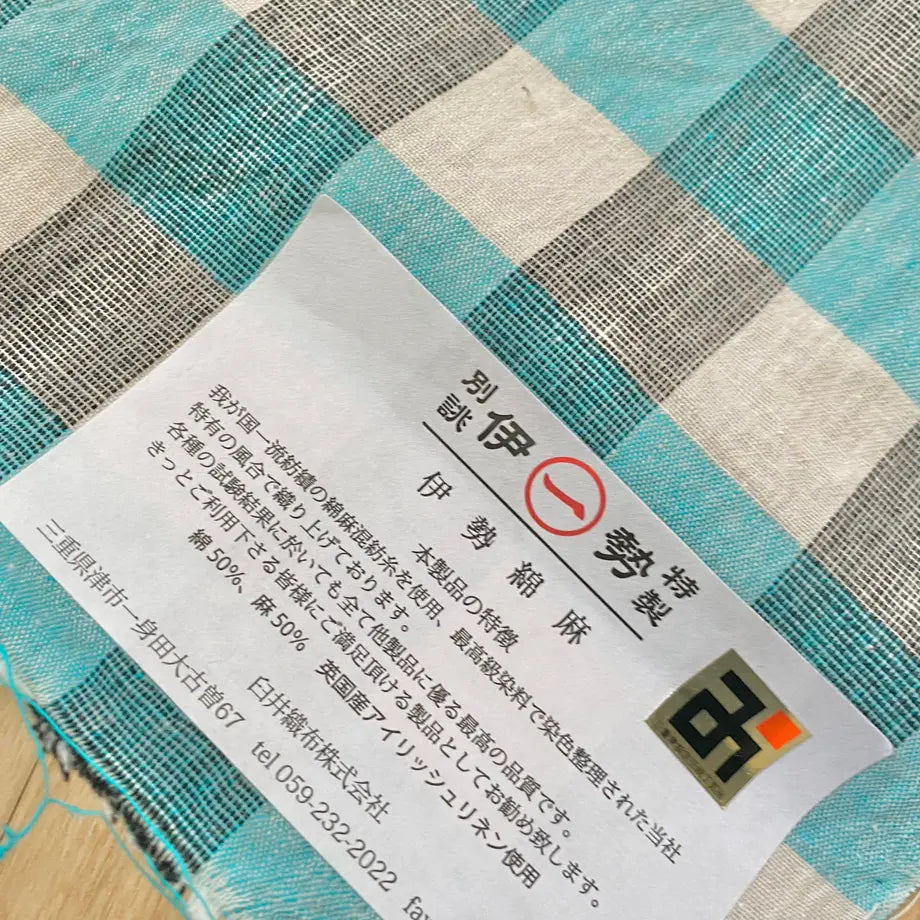 別誂 伊 一 勢 特製
伊勢綿麻
本製品の特徴
我が国一流紡績の綿麻混紡糸を使用、最高級染料で染色整理された当社
特有の風合で織り上げております。
各種の試験結果に於いても全て他製品に優る最高の品質です。
きっとご利用下さる皆様にご満足頂ける製品としてお勧め致します。
綿50%、麻50%　英国産アイリッシュリネン使用
臼井織布株式会社
三重県津市一身田大古曽67　tel 059-232-2022